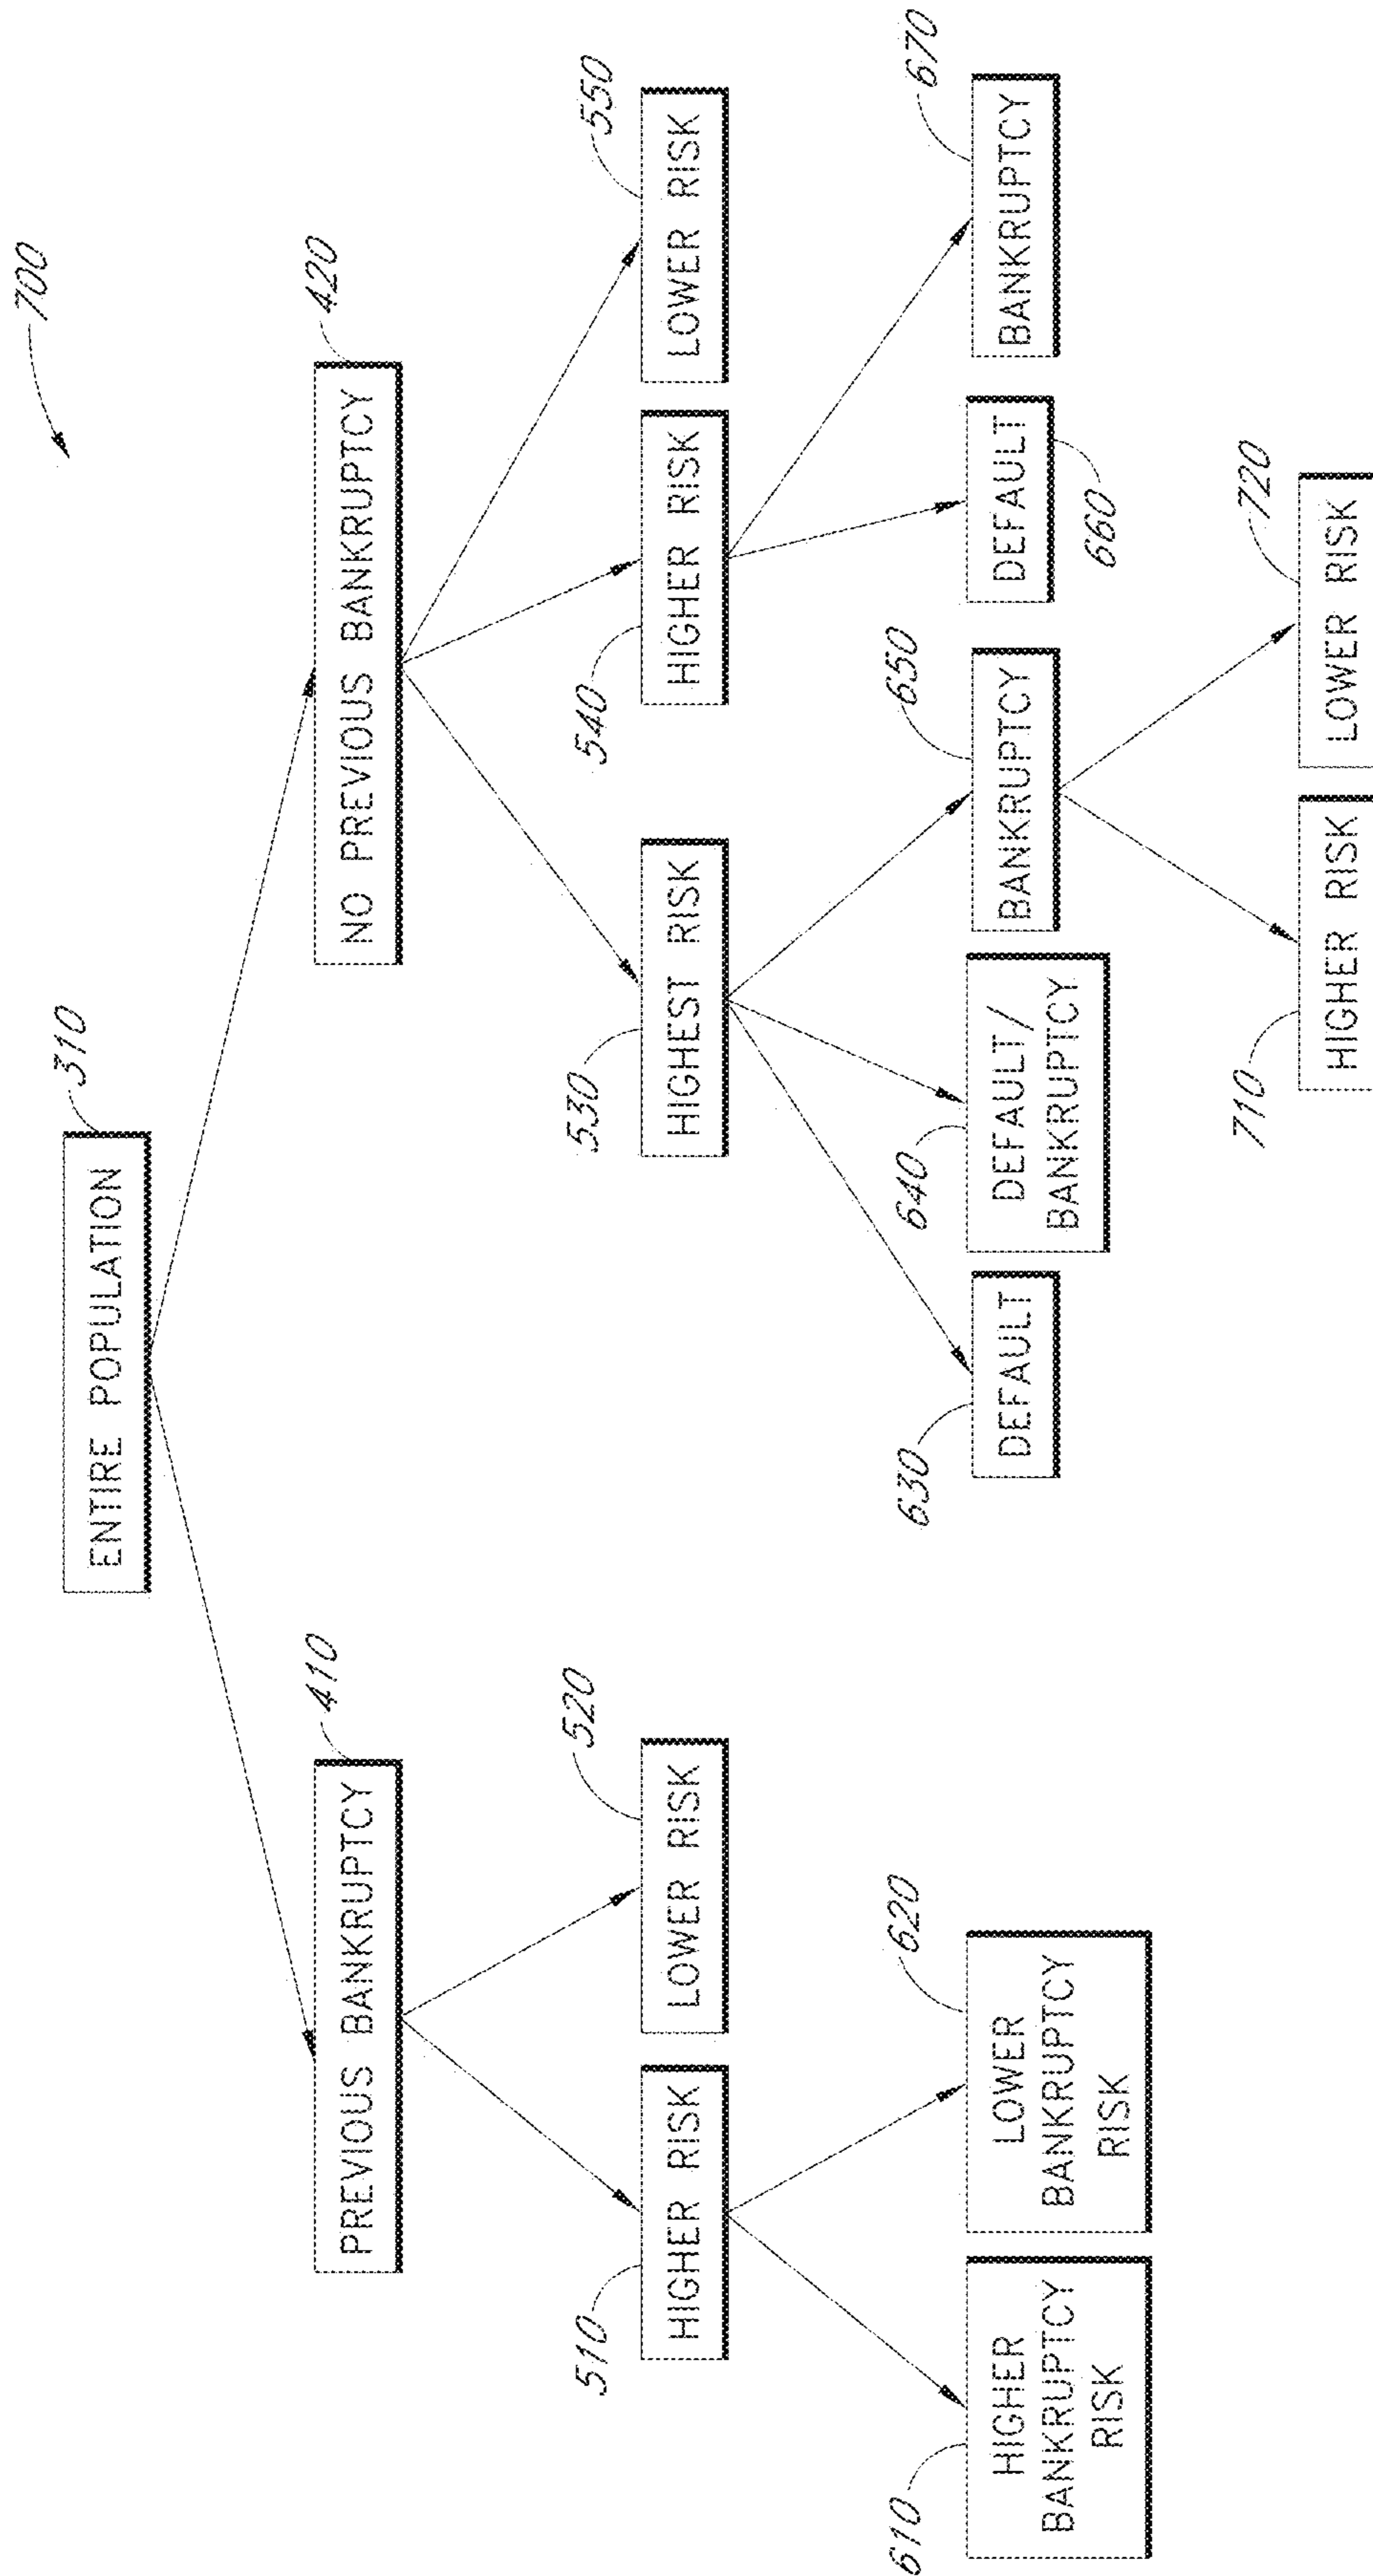 700
310
ENTIRE POPULATION
410
PREVIOUS BANKRUPTCY
420
NO PREVIOUS BANKRUPTCY
510
HIGHER RISK
520
LOWER RISK
530
HIGHEST RISK
540
HIGHER RISK
550
LOWER RISK
610
HIGHER
BANKRUPTCY
RISK
620
LOWER
BANKRUPTCY
RISK
630
DEFAULT
640
DEFAULT/
BANKRUPTCY
650
BANKRUPTCY
DEFAULT
660
670
BANKRUPTCY
710
HIGHER RISK
720
LOWER RISK